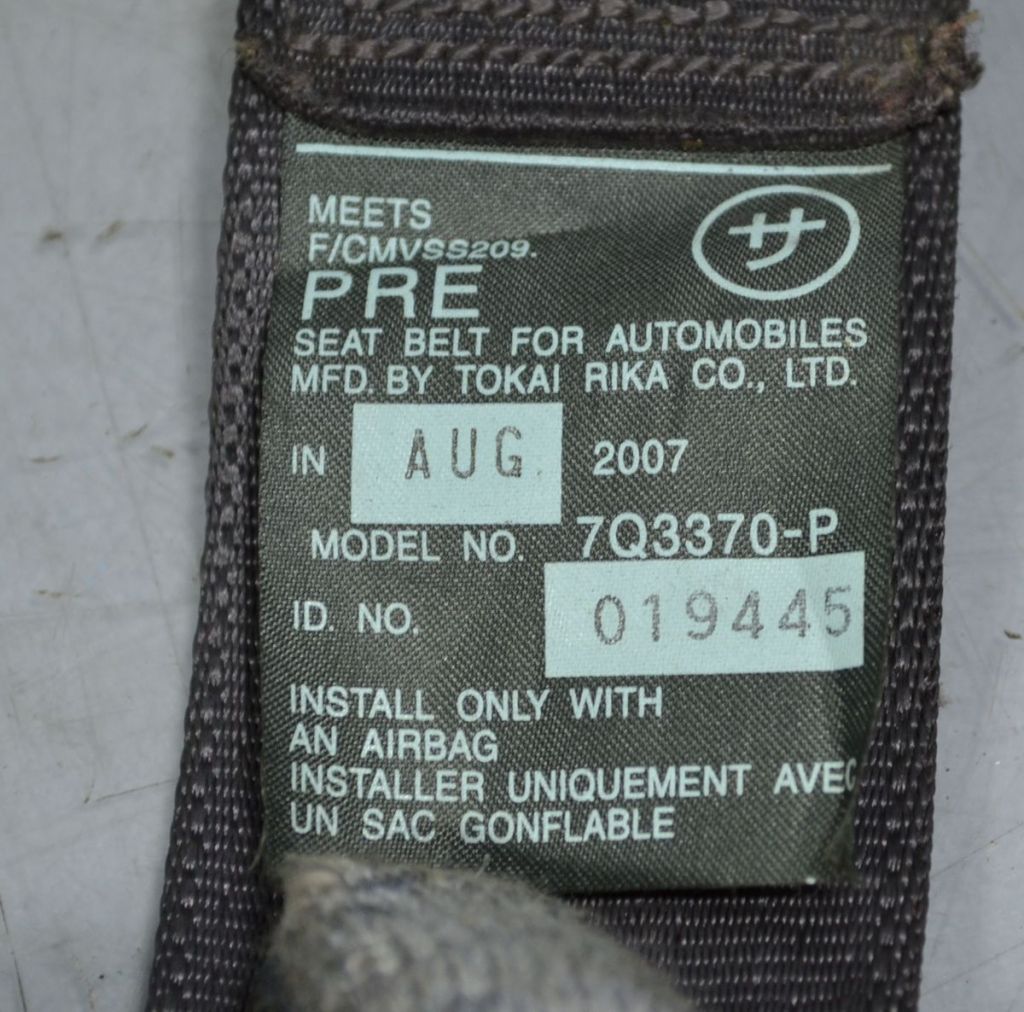 MEETS
F/CMVSS209.
サ
PRE
SEAT BELT FOR AUTOMOBILES
MFD. BY TOKAI RIKA CO., LTD.
IN AUG. 2007
MODEL NO. 7Q3370-P
ID. NO. 019445
INSTALL ONLY WITH
AN AIRBAG
INSTALLER UNIQUEMENT AVEC
UN SAC GONFLABLE